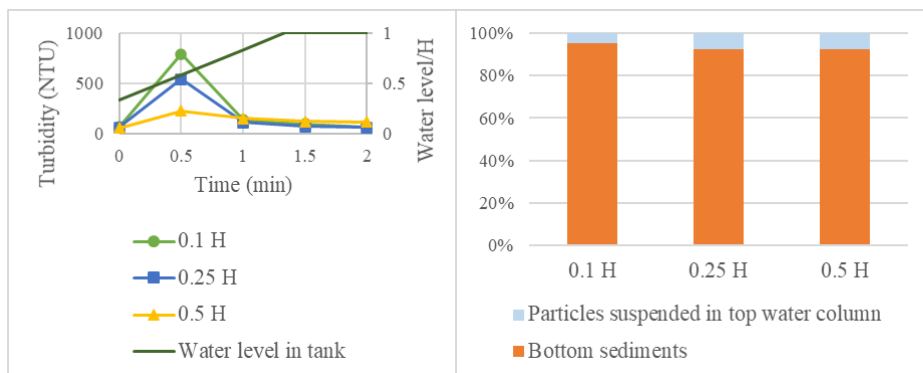 Turbidity (NTU)
1000
500
0
0 0.5 1 1.5 2
Time (min)
1
0.5
0
Water level/H
0.1 H
0.25 H
0.5 H
Water level in tank
100%
80%
60%
40%
20%
0%
0.1 H 0.25 H 0.5 H
Particles suspended in top water column
Bottom sediments